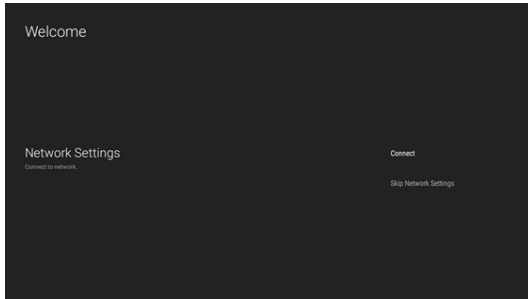 Welcome
Network Settings
Connect to network.
Connect
Skip Network Settings